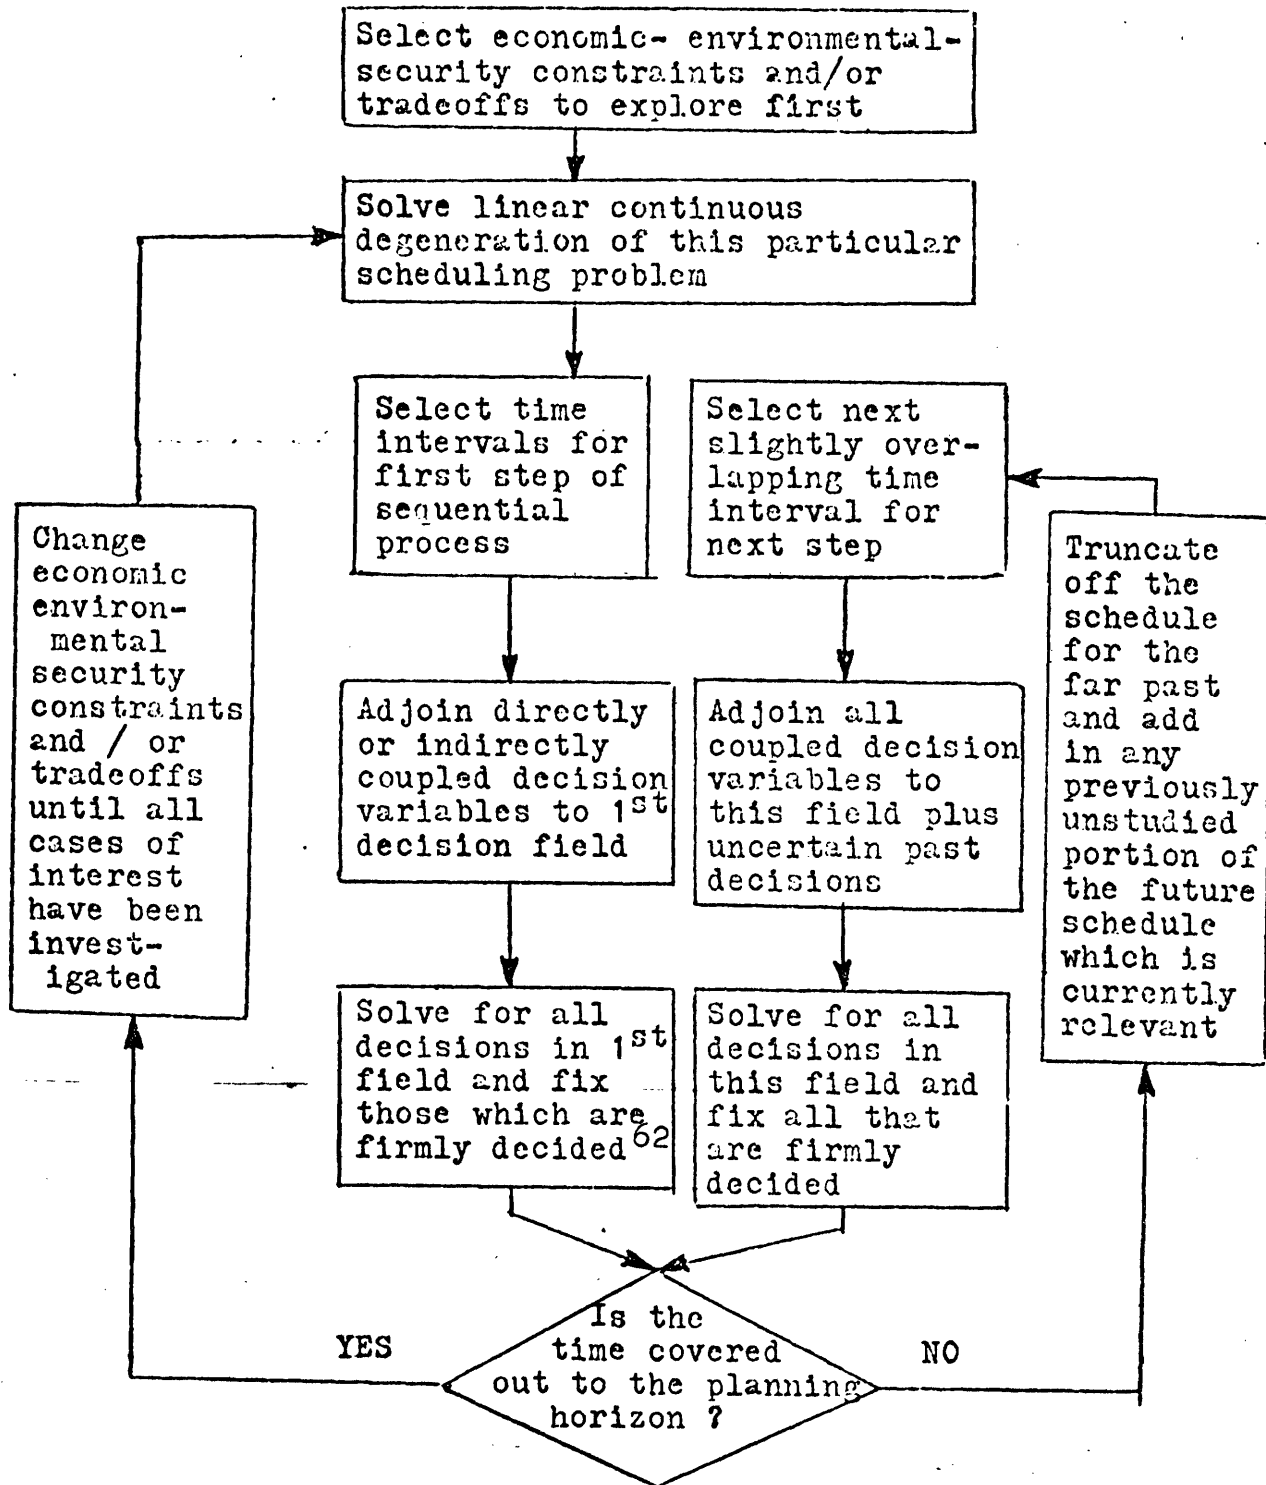 Select economic- environmental-
security constraints and/or
tradeoffs to explore first
Solve linear continuous
degeneration of this particular
scheduling problem
Select time
intervals for
first step of
sequential
process
Select next
slightly over-
lapping time
interval for
next step
Change
economic
environ-
mental
security
constraints
and / or
tradeoffs
until all
cases of
interest
have been
invest-
igated
Truncate
off the
schedule
for the
far past
and add
in any
previously
unstudied
portion of
the future
schedule
which is
currently
relevant
Adjoin directly
or indirectly
coupled decision
variables to 1st
decision field
Adjoin all
coupled decision
variables to
this field plus
uncertain past
decisions
Solve for all
decisions in 1st
field and fix
those which are
firmly decided62
Solve for all
decisions in
this field and
fix all that
are firmly
decided
Is the
time covered
out to the planning
horizon ?
YES
NO